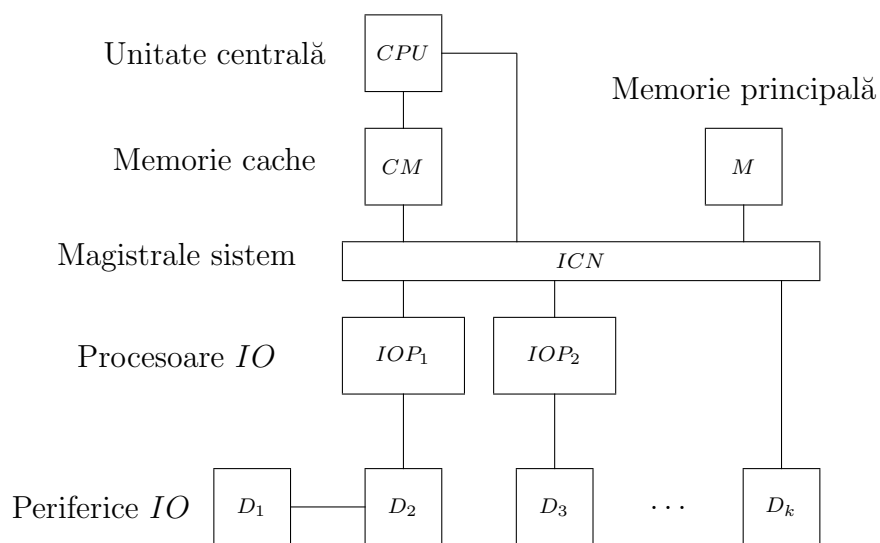 Unitate centrală CPU
Memorie principală
Memorie cache CM M
Magistrale sistem ICN
Procesoare IO IOP₁ IOP₂
Periferice IO D₁ D₂ D₃ ... Dₖ